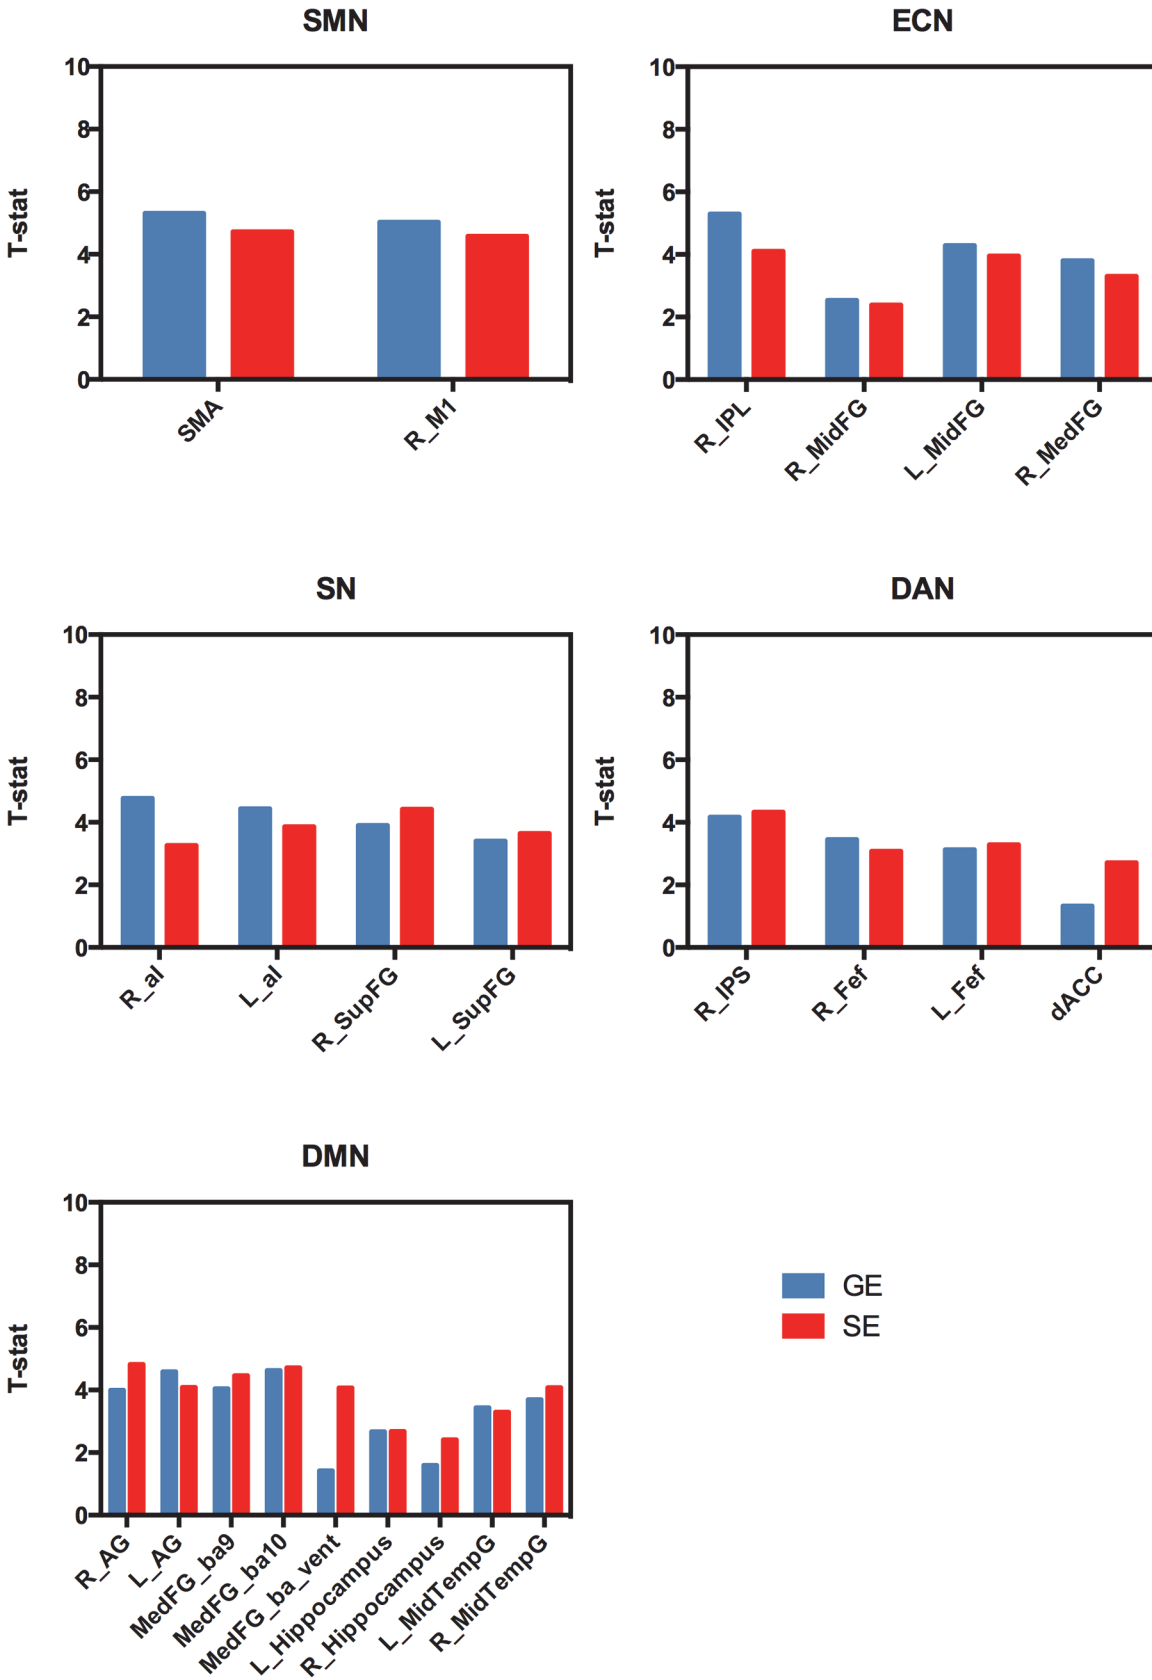 SMN
10
8
6
4
2
0
T-stat
SMA
R_M1
ECN
10
8
6
4
2
0
T-stat
R_IPL
R_MidFG
L_MidFG
R_MedFG
SN
10
8
6
4
2
0
T-stat
R_aI
L_aI
R_SupFG
L_SupFG
DAN
10
8
6
4
2
0
T-stat
R_IPS
R_Fef
L_Fef
dACC
DMN
10
8
6
4
2
0
T-stat
R_AG
L_AG
MedFG_ba9
MedFG_ba10
MedFG_ba_vent
L_Hippocampus
R_Hippocampus
L_MidTempG
R_MidTempG
GE
SE